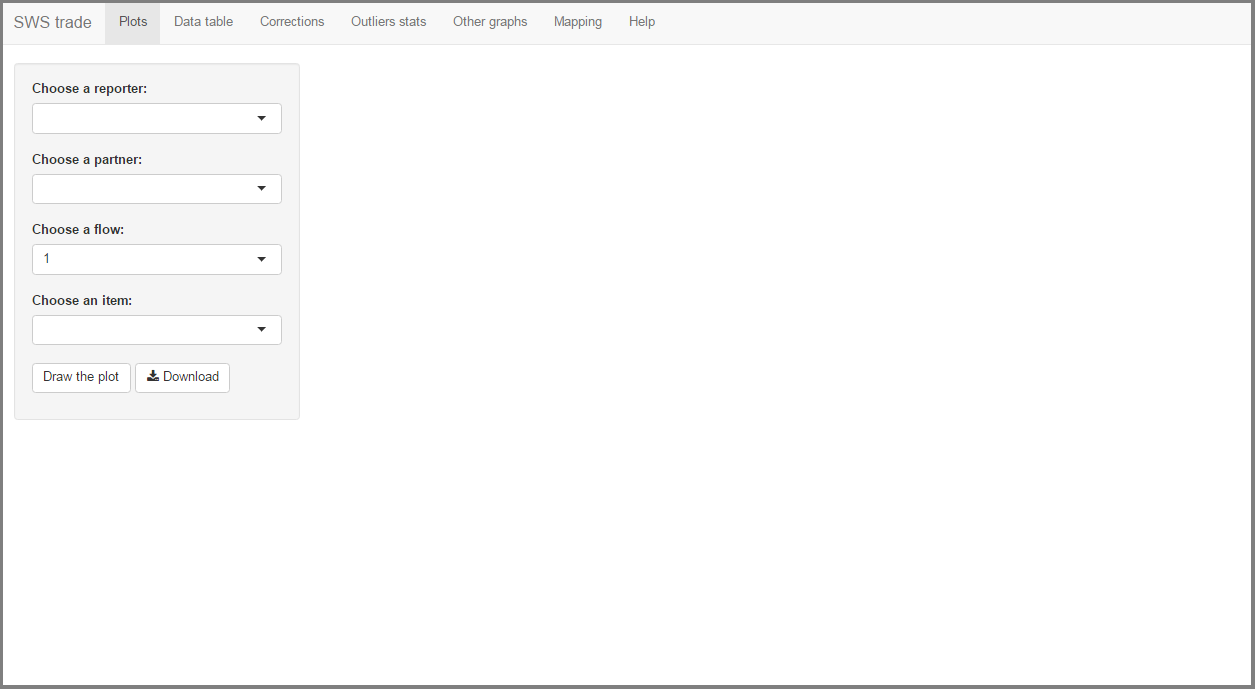 SWS trade Plots Data table Corrections Outliers stats Other graphs Mapping Help
Choose a reporter:
Choose a partner:
Choose a flow:
1
Choose an item:
Draw the plot Download